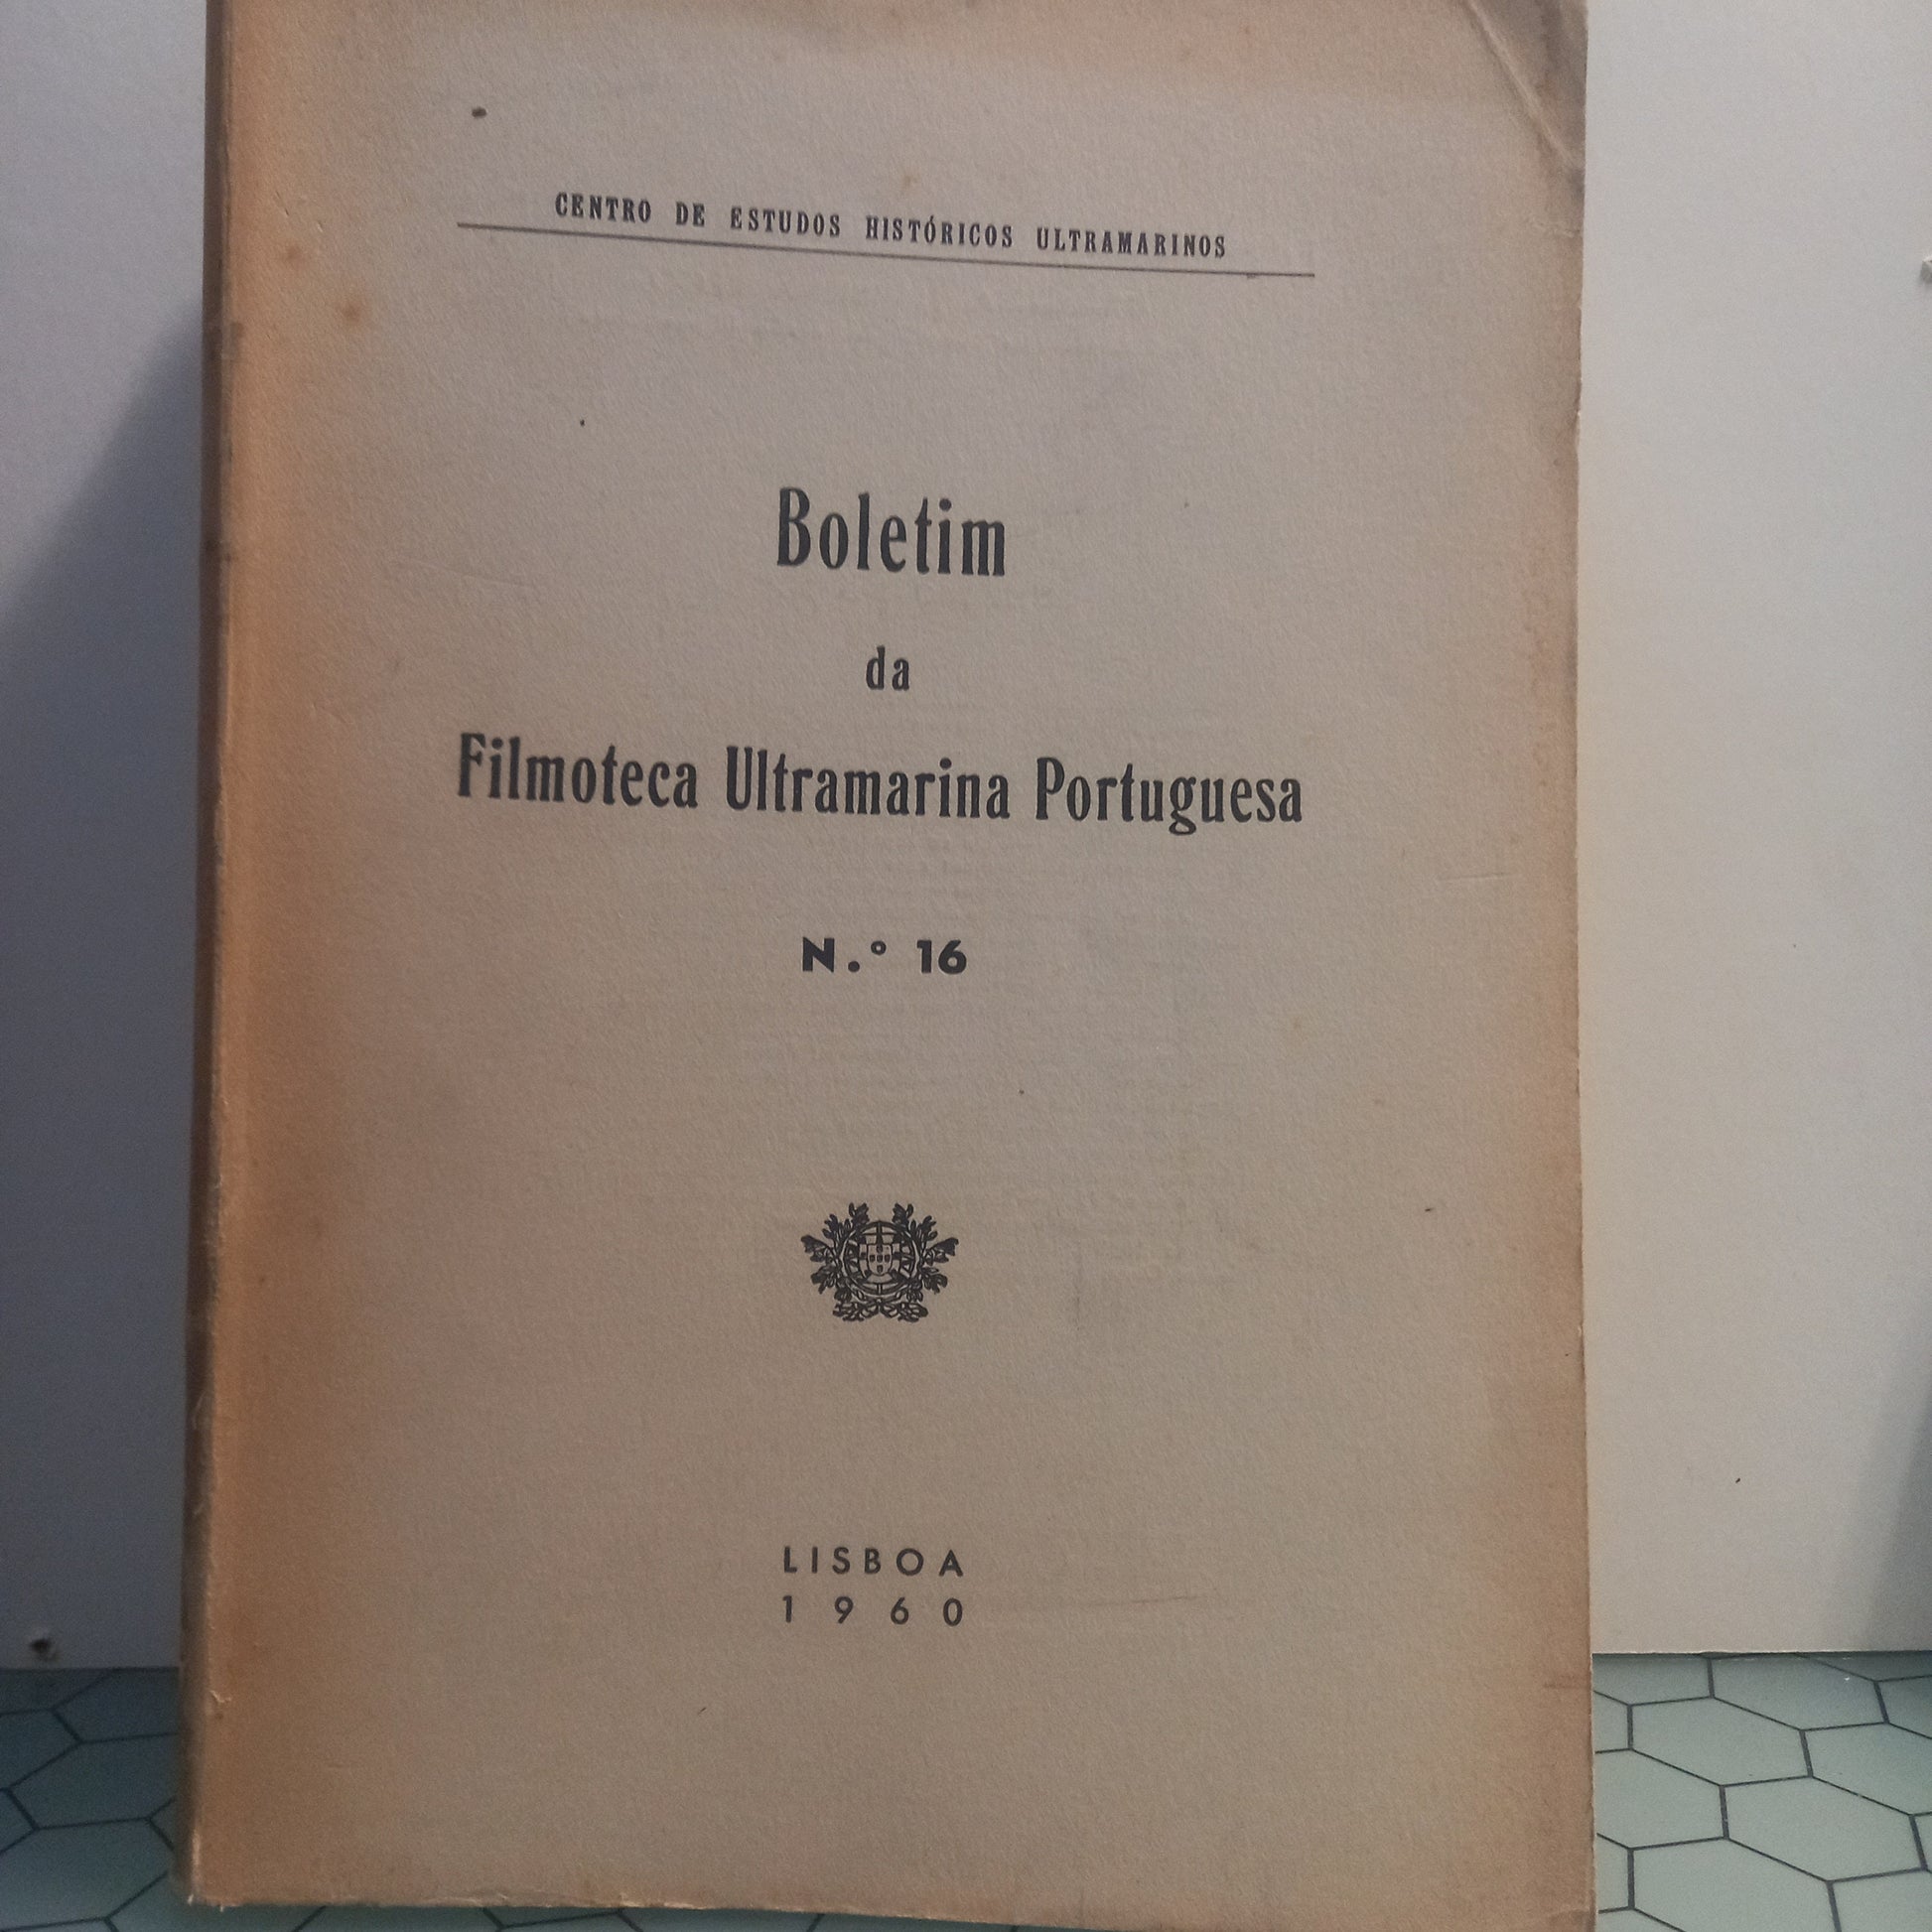 CENTRO DE ESTUDOS HISTÓRICOS ULTRAMARINOS
Boletim
da
Filmoteca Ultramarina Portuguesa
N.º 16
LISBOA
1960